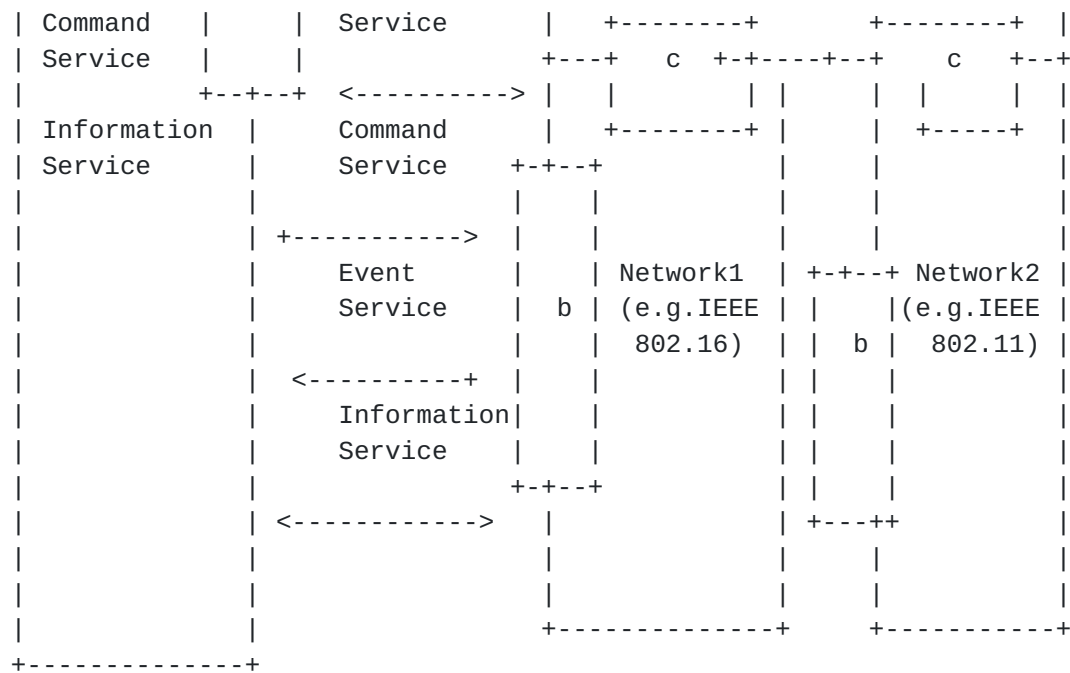 | Command   |     |  Service      |   +--------+       +--------+  |
| Service   |     |               +---+   c  +-+----+--+    c   +--+
|           +--+--+  <----------> |   |        | |     |  |     |  |
| Information  |     Command      |   +--------+ |     |  +-----+  |
| Service      |     Service    +-+--+           |     |           |
|              |                |    |           |     |           |
|              | +----------->  |    |           |     |           |
|              |     Event      |    | Network1  | +-+--+ Network2 |
|              |     Service    |  b | (e.g.IEEE | |    |(e.g.IEEE |
|              |                |    |  802.16)  | |  b |  802.11) |
|              |  <----------+  |    |           | |    |          |
|              |     Information|    |           | |    |          |
|              |     Service    |    |           | |    |          |
|              |                +-+--+           | |    |          |
|              | <------------>   |              | +---++          |
|              |                  |              |     |           |
|              |                  |              |     |           |
|              |                  +--------------+     +-----------+
+--------------+